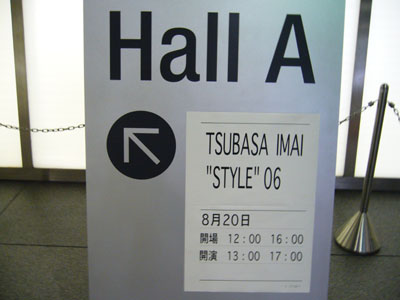 Hall A
TSUBASA IMAI
"STYLE" 06
8月20日
開場 12:00 16:00
開演 13:00 17:00